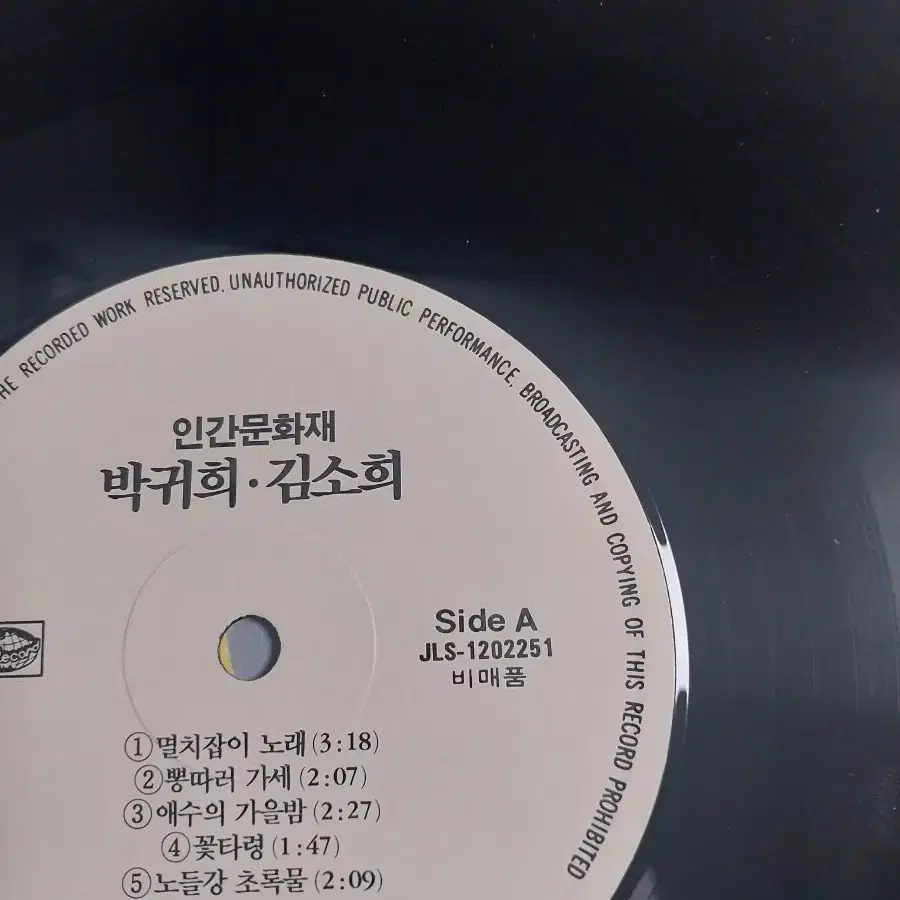 THE RECORDED WORK RESERVED. UNAUTHORIZED PUBLIC PERFORMANCE, BROADCASTING AND COPYING OF THIS RECORD PROHIBITED
인간문화재
박귀희·김소희
Side A
JLS-1202251
비매품
Record
①멸치잡이 노래(3:18)
②뽕따러 가세(2:07)
③애수의 가을밤(2:27)
④꽃타령(1:47)
⑤노들강 초록물(2:09)